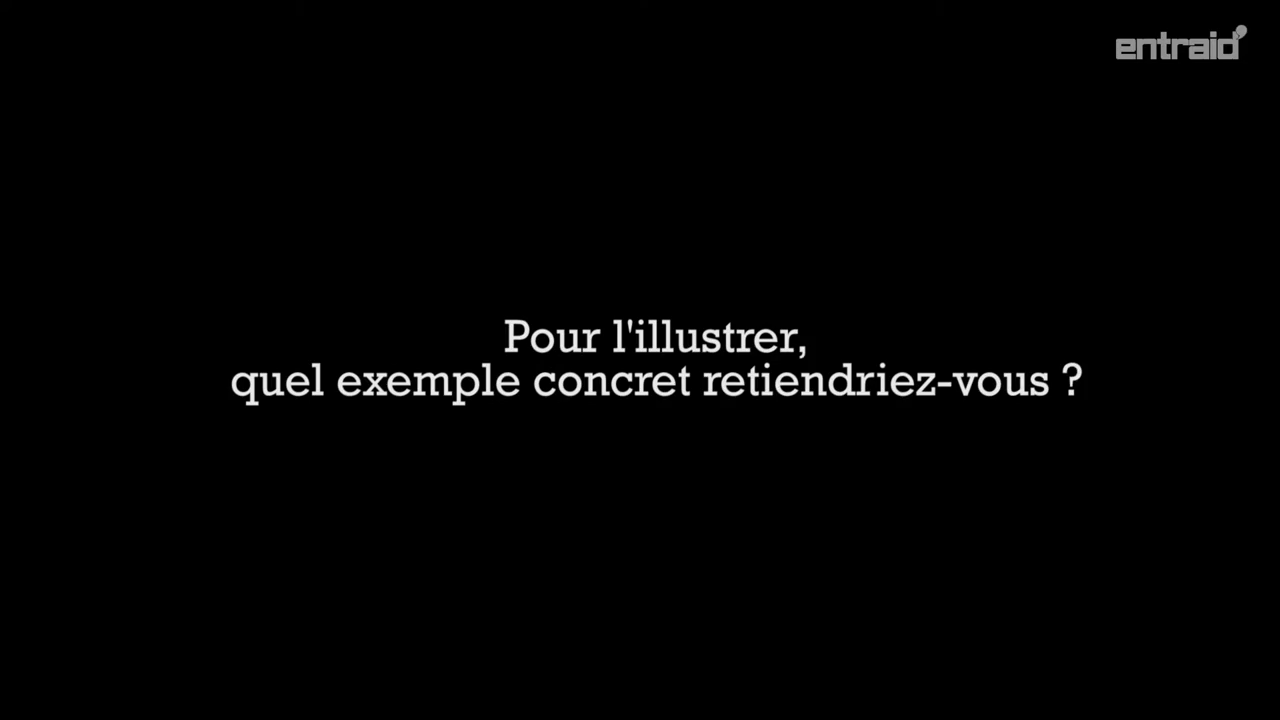 entraid
Pour l'illustrer,
quel exemple concret retiendriez-vous ?